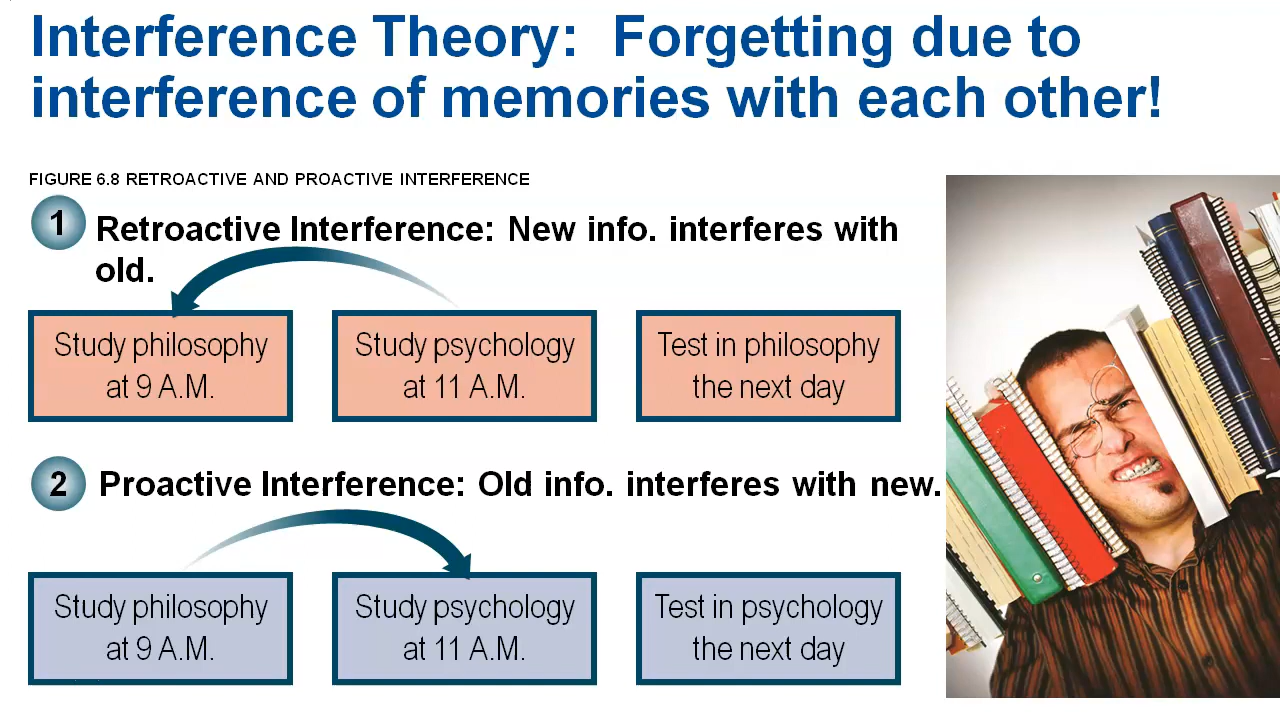 Interference Theory: Forgetting due to
interference of memories with each other!
FIGURE 6.8 RETROACTIVE AND PROACTIVE INTERFERENCE
1 Retroactive Interference: New info. interferes with
old.
Study philosophy
at 9 A.M.
Study psychology
at 11 A.M.
Test in philosophy
the next day
2 Proactive Interference: Old info. interferes with new.
Study philosophy
at 9 A.M.
Study psychology
at 11 A.M.
Test in psychology
the next day